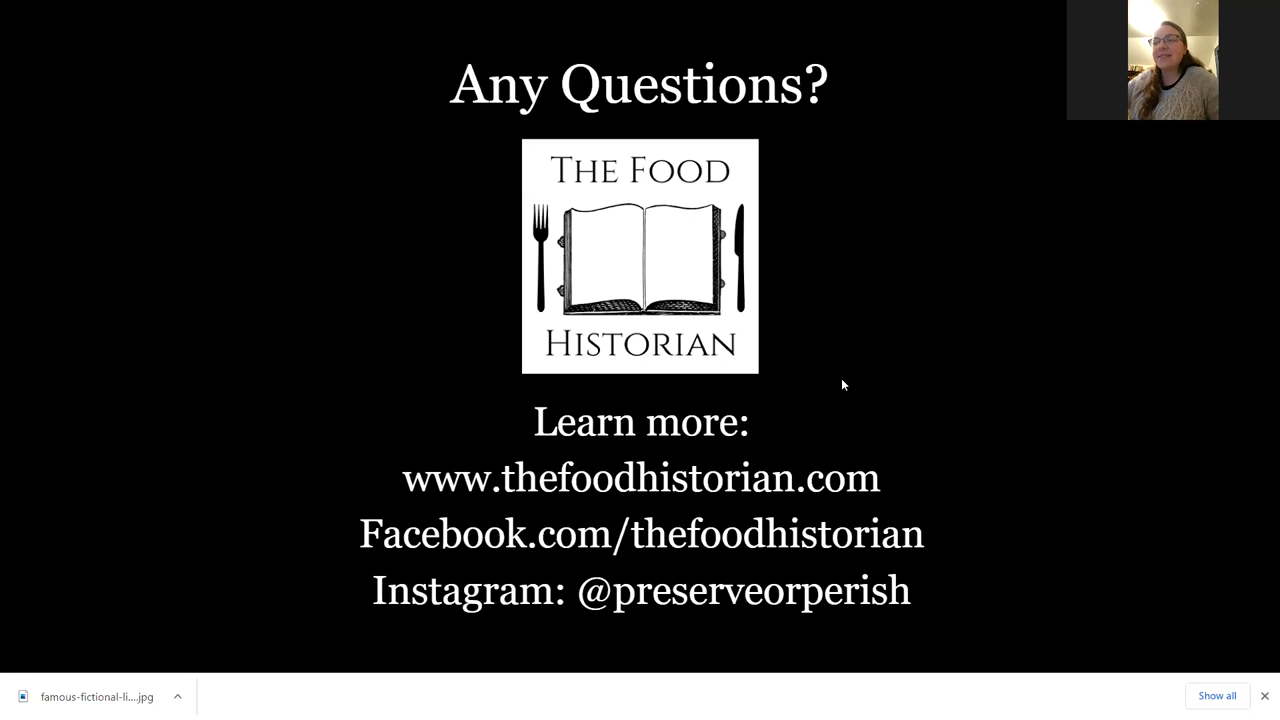 Any Questions?
THE FOOD
HISTORIAN
Learn more:
www.thefoodhistorian.com
Facebook.com/thefoodhistorian
Instagram: @preserveorperish
famous-fictional-li....jpg
Show all